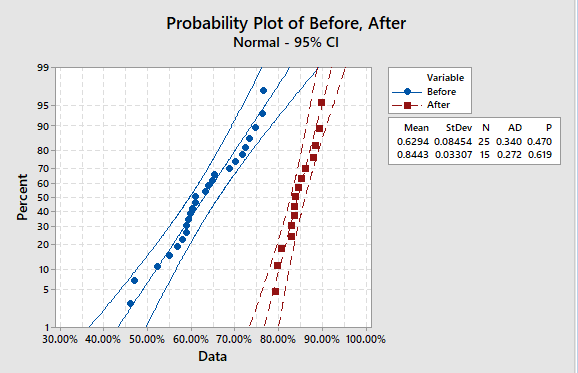 Probability Plot of Before, After
Normal - 95% CI
99
95
90
80
70
60
50
40
30
20
10
5
1
Percent
30.00% 40.00% 50.00% 60.00% 70.00% 80.00% 90.00% 100.00%
Data
Variable
Before
After
Mean StDev N AD P
0.6294 0.08454 25 0.340 0.470
0.8443 0.03307 15 0.272 0.619